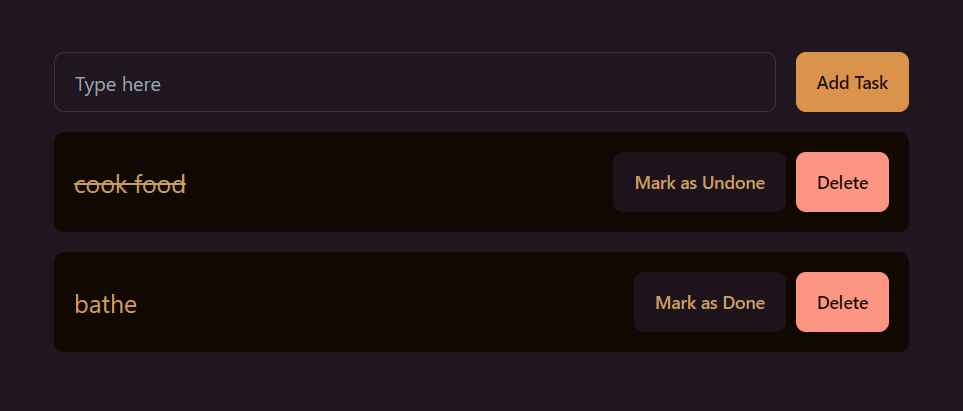 Type here
Add Task
cook food
Mark as Undone
Delete
bathe
Mark as Done
Delete